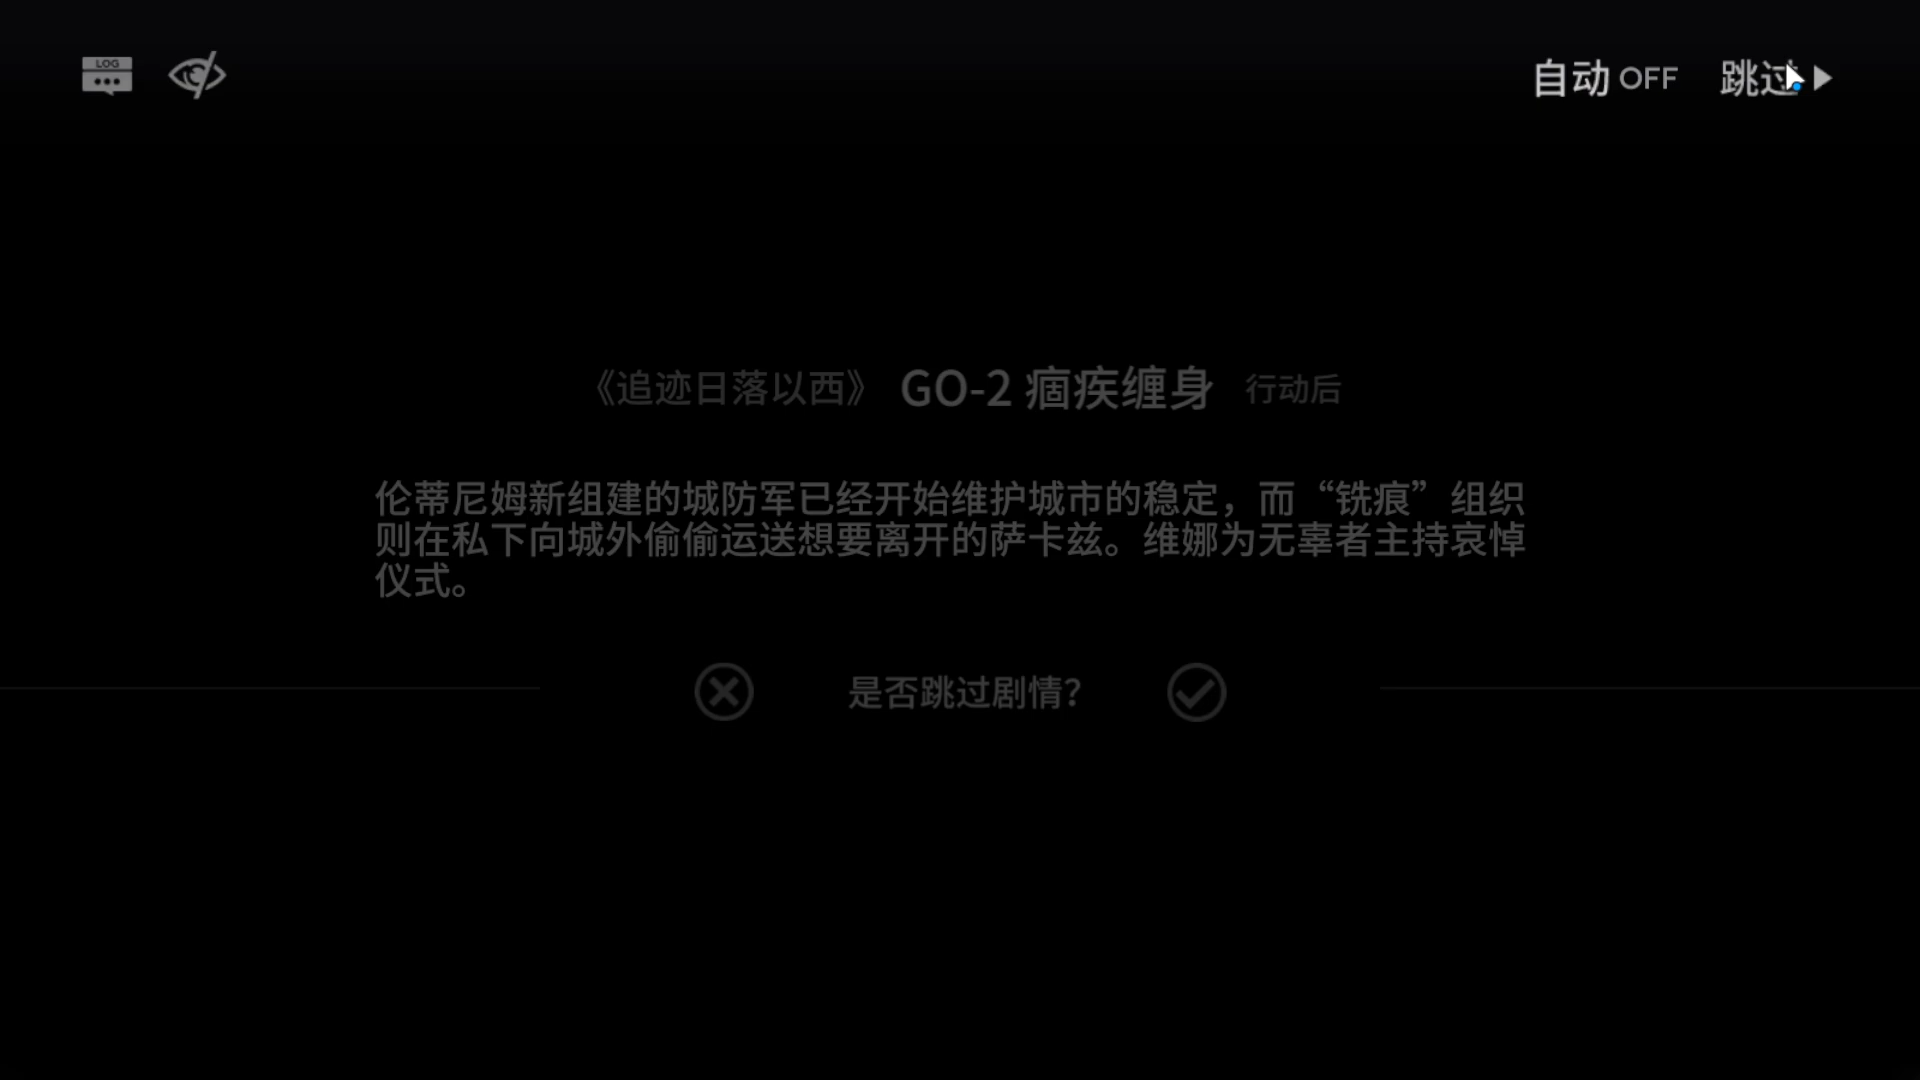 LOG
自动 OFF 跳过
《追迹日落以西》 GO-2 痼疾缠身 行动后
伦蒂尼姆新组建的城防军已经开始维护城市的稳定，而“铣痕”组织
则在私下向城外偷偷运送想要离开的萨卡兹。维娜为无辜者主持哀悼
仪式。
是否跳过剧情？